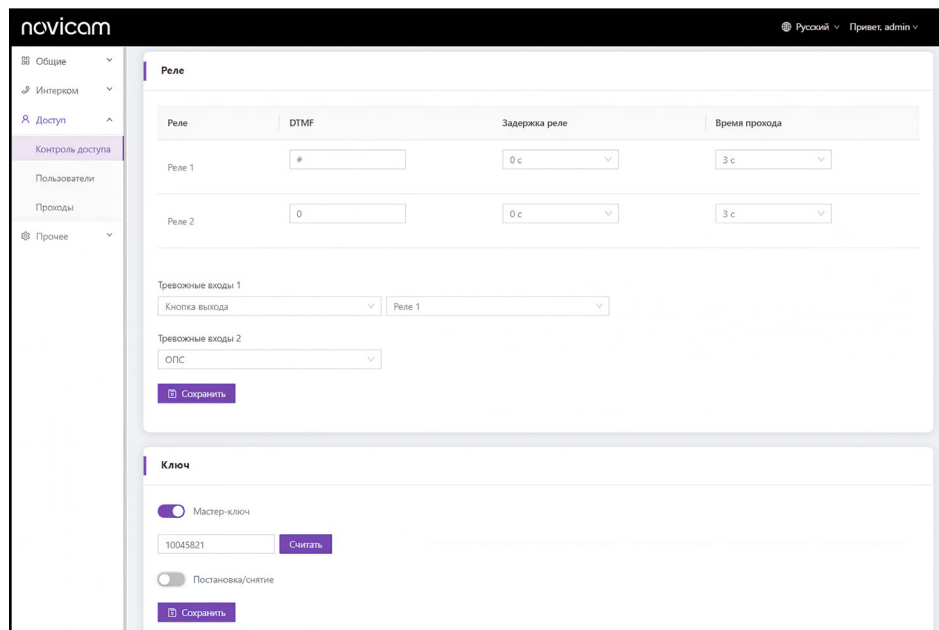 novicam
Русский Привет, admin
Общие
Интерком
Доступ
Контроль доступа
Пользователи
Проходы
Прочее
Реле
Реле DTMF Задержка реле Время прохода
Реле 1 # 0 с 3 с
Реле 2 0 0 с 3 с
Тревожные входы 1
Кнопка выхода Реле 1
Тревожные входы 2
ОПС
Сохранить
Ключ
Мастер-ключ
10045821 Считать
Постановка/снятие
Сохранить